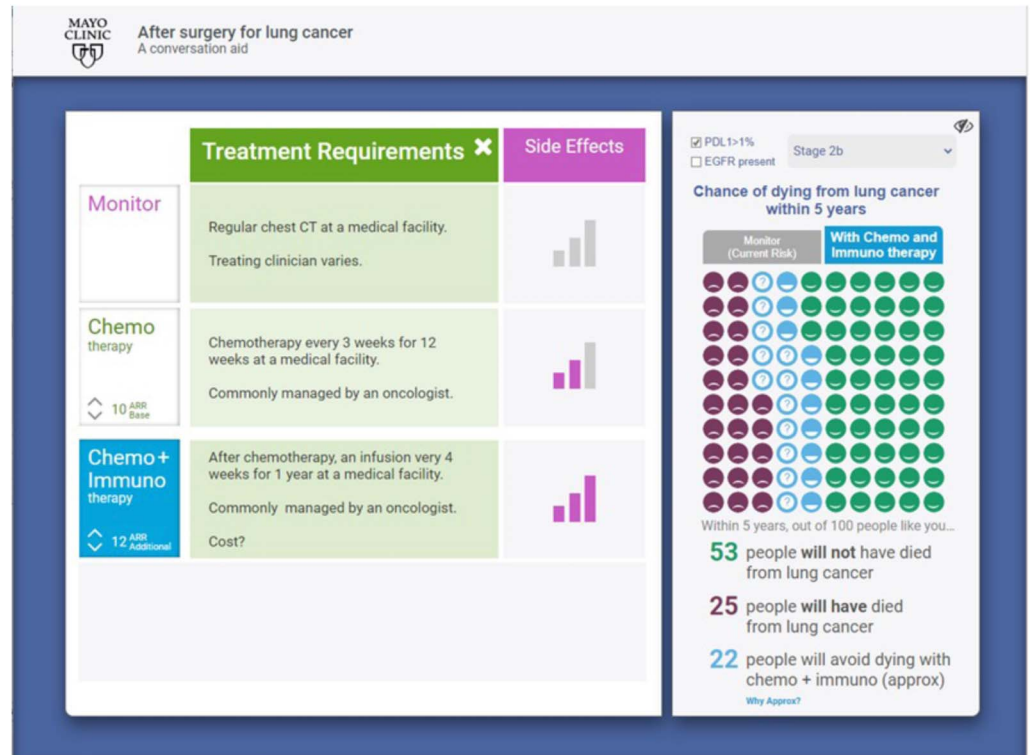 MAYO
CLINIC
After surgery for lung cancer
A conversation aid
Treatment Requirements ✖
Side Effects
Monitor
Regular chest CT at a medical facility.
Treating clinician varies.
Chemo
therapy
10 ARR
Base
Chemotherapy every 3 weeks for 12
weeks at a medical facility.
Commonly managed by an oncologist.
Chemo+
Immuno
therapy
12 ARR
Additional
After chemotherapy, an infusion very 4
weeks for 1 year at a medical facility.
Commonly managed by an oncologist.
Cost?
PDL1>1%
EGFR present
Stage 2b
Chance of dying from lung cancer
within 5 years
Monitor
(Current Risk)
With Chemo and
Immuno therapy
? 
?
?
? ?
? ?
?
?
?
?
?
Within 5 years, out of 100 people like you...
53 people will not have died
from lung cancer
25 people will have died
from lung cancer
22 people will avoid dying with
chemo + immuno (approx)
Why Approx?